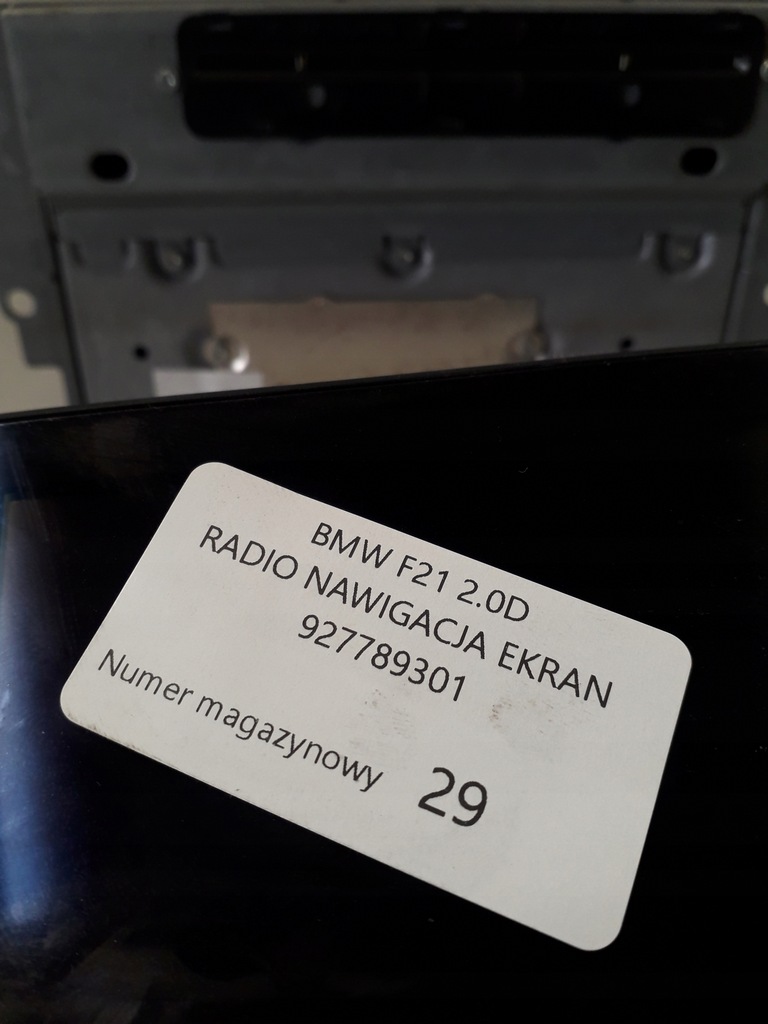 BMW F21 2.0D
RADIO NAWIGACJA EKRAN
927789301
Numer magazynowy 29